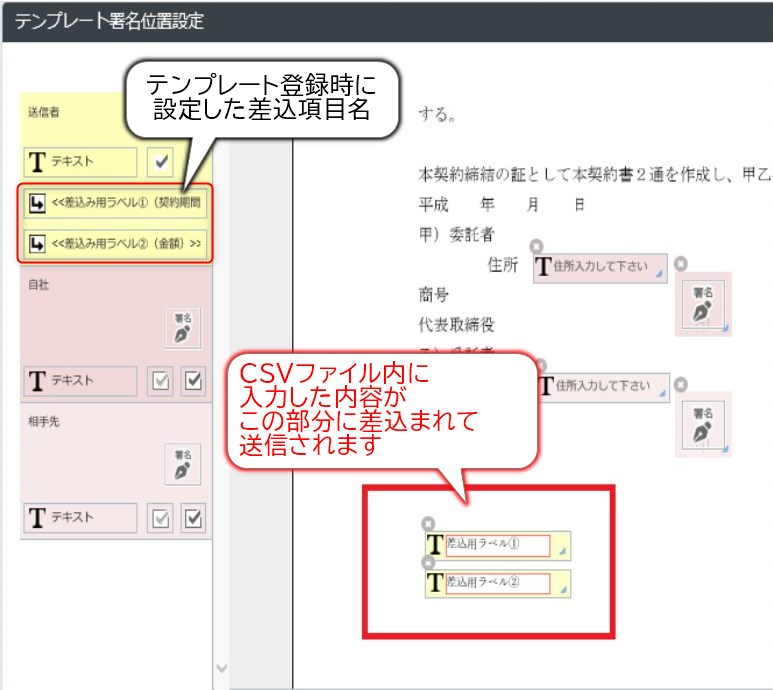 テンプレート署名位置設定
テンプレート登録時に
設定した差込項目名
送信者
T テキスト
<<差込み用ラベル①（契約期間
<<差込み用ラベル②（金額）>>
自社
署名
T テキスト
相手先
署名
T テキスト
する。
本契約締結の証として本契約書２通を作成し、甲乙
平成 年 月 日
甲）委託者
住所
T 住所入力して下さい
署名
商号
代表取締役
T 住所入力して下さい
署名
CSVファイル内に
入力した内容が
この部分に差込まれて
送信されます
T 差込用ラベル①
T 差込用ラベル②